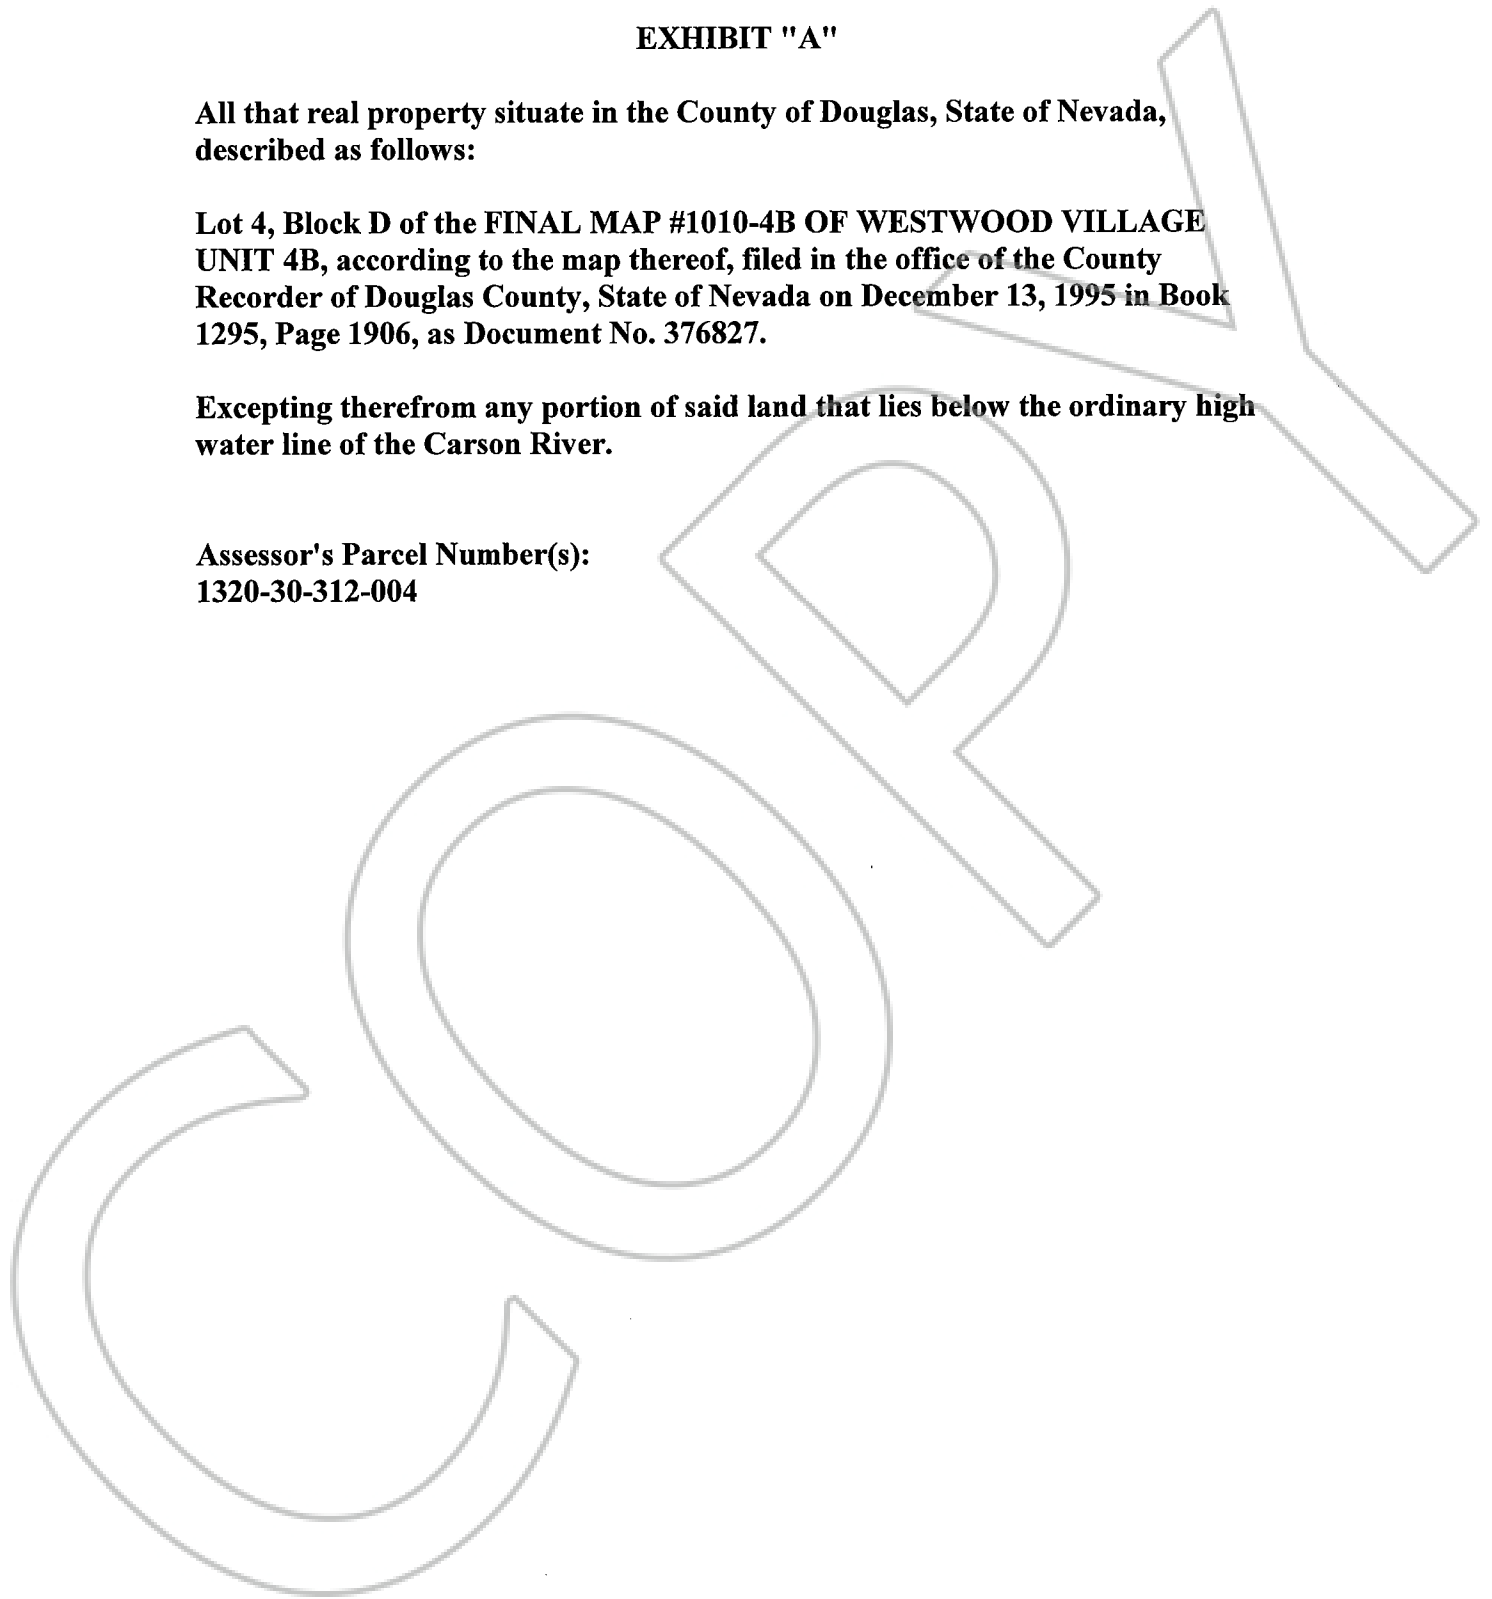 EXHIBIT "A"
All that real property situate in the County of Douglas, State of Nevada,
described as follows:
Lot 4, Block D of the FINAL MAP #1010-4B OF WESTWOOD VILLAGE
UNIT 4B, according to the map thereof, filed in the office of the County
Recorder of Douglas County, State of Nevada on December 13, 1995 in Book
1295, Page 1906, as Document No. 376827.
Excepting therefrom any portion of said land that lies below the ordinary high
water line of the Carson River.
Assessor's Parcel Number(s):
1320-30-312-004
COPY